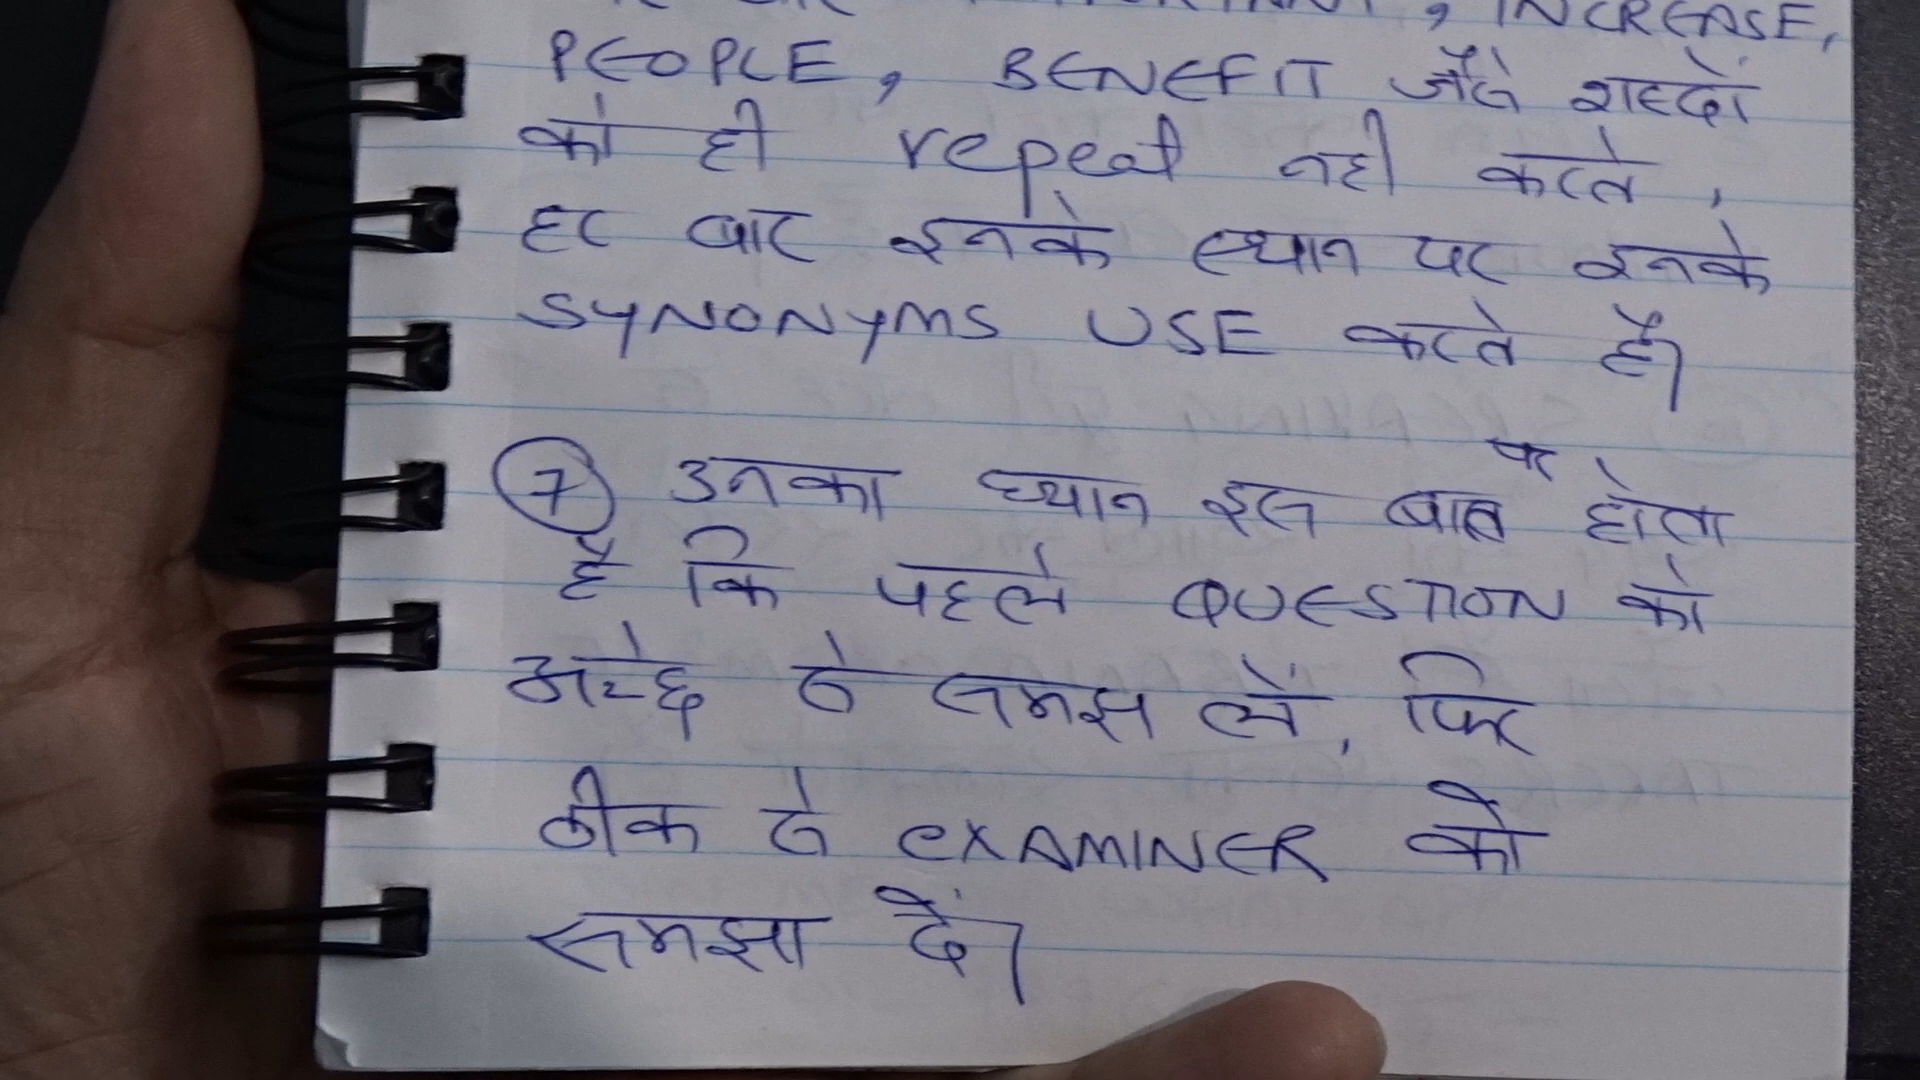 , INCREASE,
PEOPLE, BENEFIT जैसे शब्दों
को ही repeat नही करते,
हर बार इनके स्थान पर इनके
SYNONYMS USE करते हैं।
⑦ उनका ध्यान इस बात पर होता
है कि पहले QUESTION को
अच्छे से समझ लें, फिर
ठीक से EXAMINER को
समझा दें।